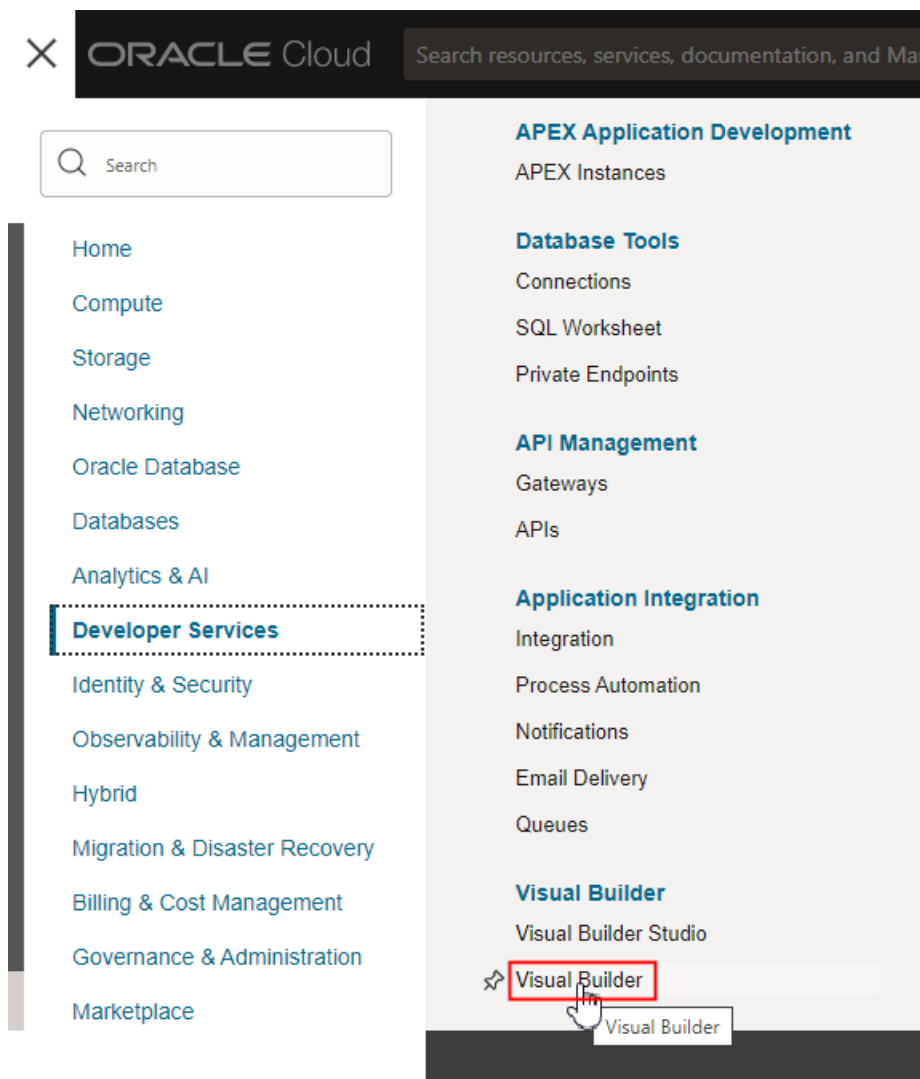 ORACLE Cloud
Search resources, services, documentation, and Mar
Search
Home
Compute
Storage
Networking
Oracle Database
Databases
Analytics & AI
Developer Services
Identity & Security
Observability & Management
Hybrid
Migration & Disaster Recovery
Billing & Cost Management
Governance & Administration
Marketplace
APEX Application Development
APEX Instances
Database Tools
Connections
SQL Worksheet
Private Endpoints
API Management
Gateways
APIs
Application Integration
Integration
Process Automation
Notifications
Email Delivery
Queues
Visual Builder
Visual Builder Studio
Visual Builder
Visual Builder